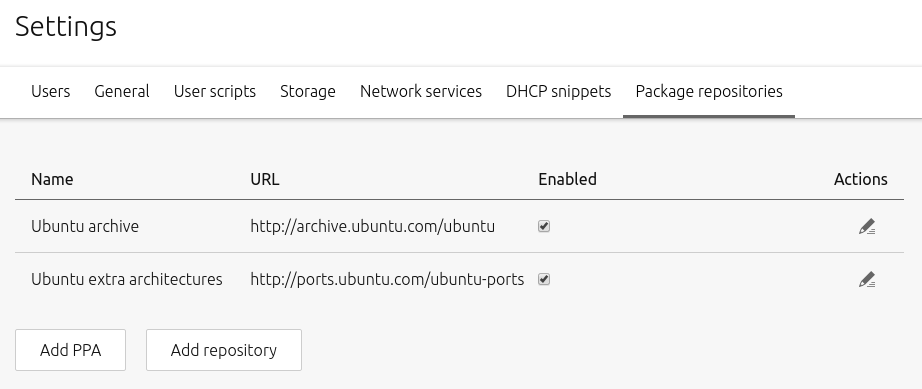 Settings
Users General User scripts Storage Network services DHCP snippets Package repositories
Name URL Enabled Actions
Ubuntu archive http://archive.ubuntu.com/ubuntu
Ubuntu extra architectures http://ports.ubuntu.com/ubuntu-ports
Add PPA Add repository